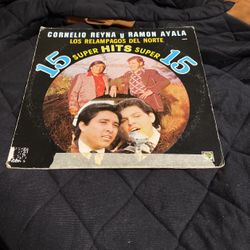 CORNELIO REYNA y RAMON AYALA
LOS RELAMPAGOS DEL NORTE
15 SUPER HITS SUPER 15